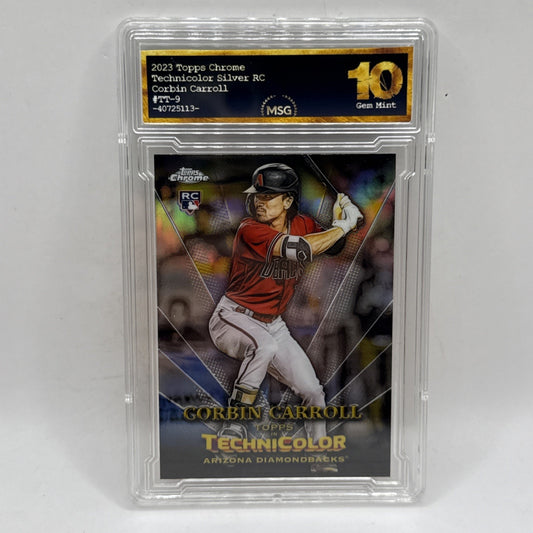 2023 Topps Chrome
Technicolor Silver RC
Corbin Carroll
#TT-9
~40725113~
MSG
10
Gem Mint
Topps
Chrome
RC
A
CORBIN CARROLL
TOPPS
IN
TECHNICOLOR
ARIZONA DIAMONDBACKS®